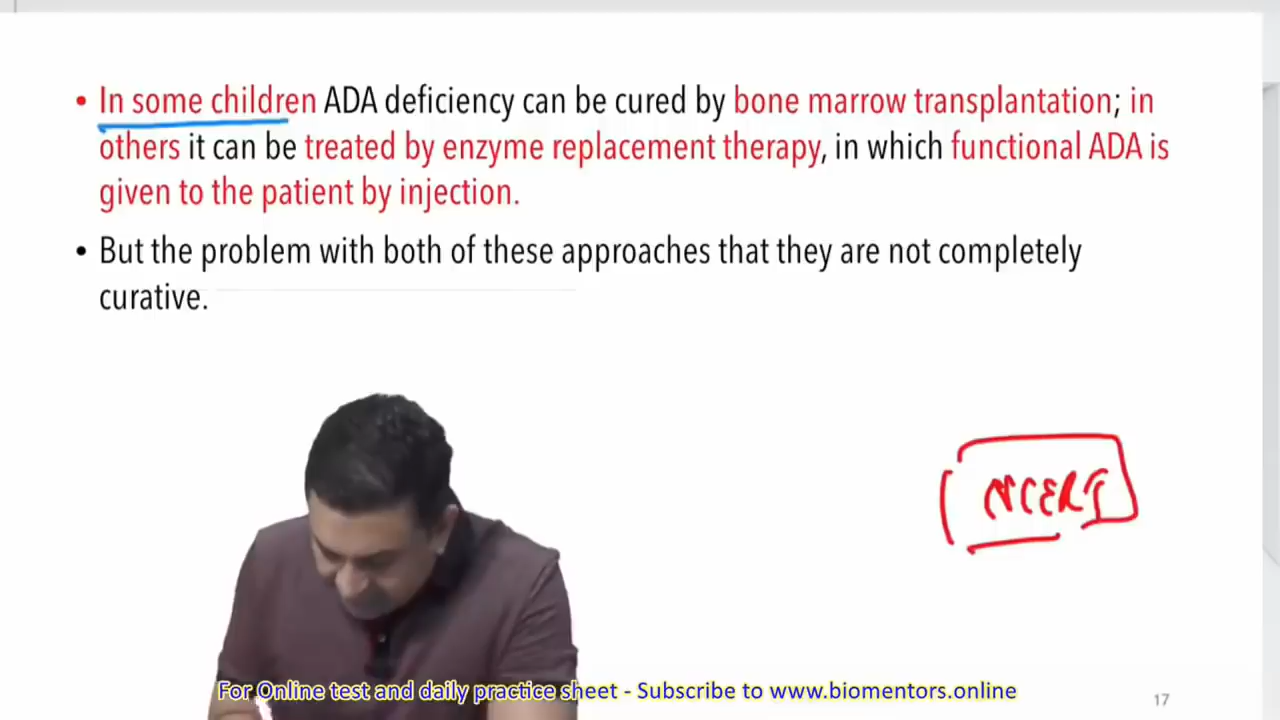 • In some children ADA deficiency can be cured by bone marrow transplantation; in
others it can be treated by enzyme replacement therapy, in which functional ADA is
given to the patient by injection.
• But the problem with both of these approaches that they are not completely
curative.
NCERT
For Online test and daily practice sheet - Subscribe to www.biomentors.online
17